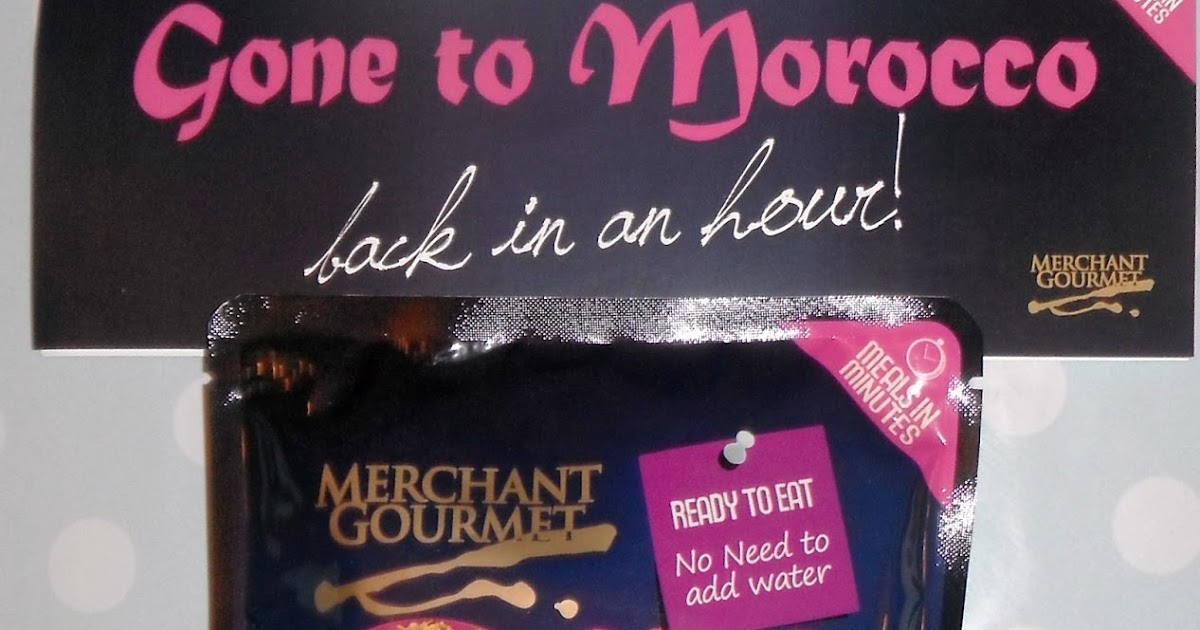 Gone to Morocco
back in an hour!
MERCHANT
GOURMET
MEALS IN
MINUTES
MERCHANT
GOURMET
READY TO EAT
No Need to
add water